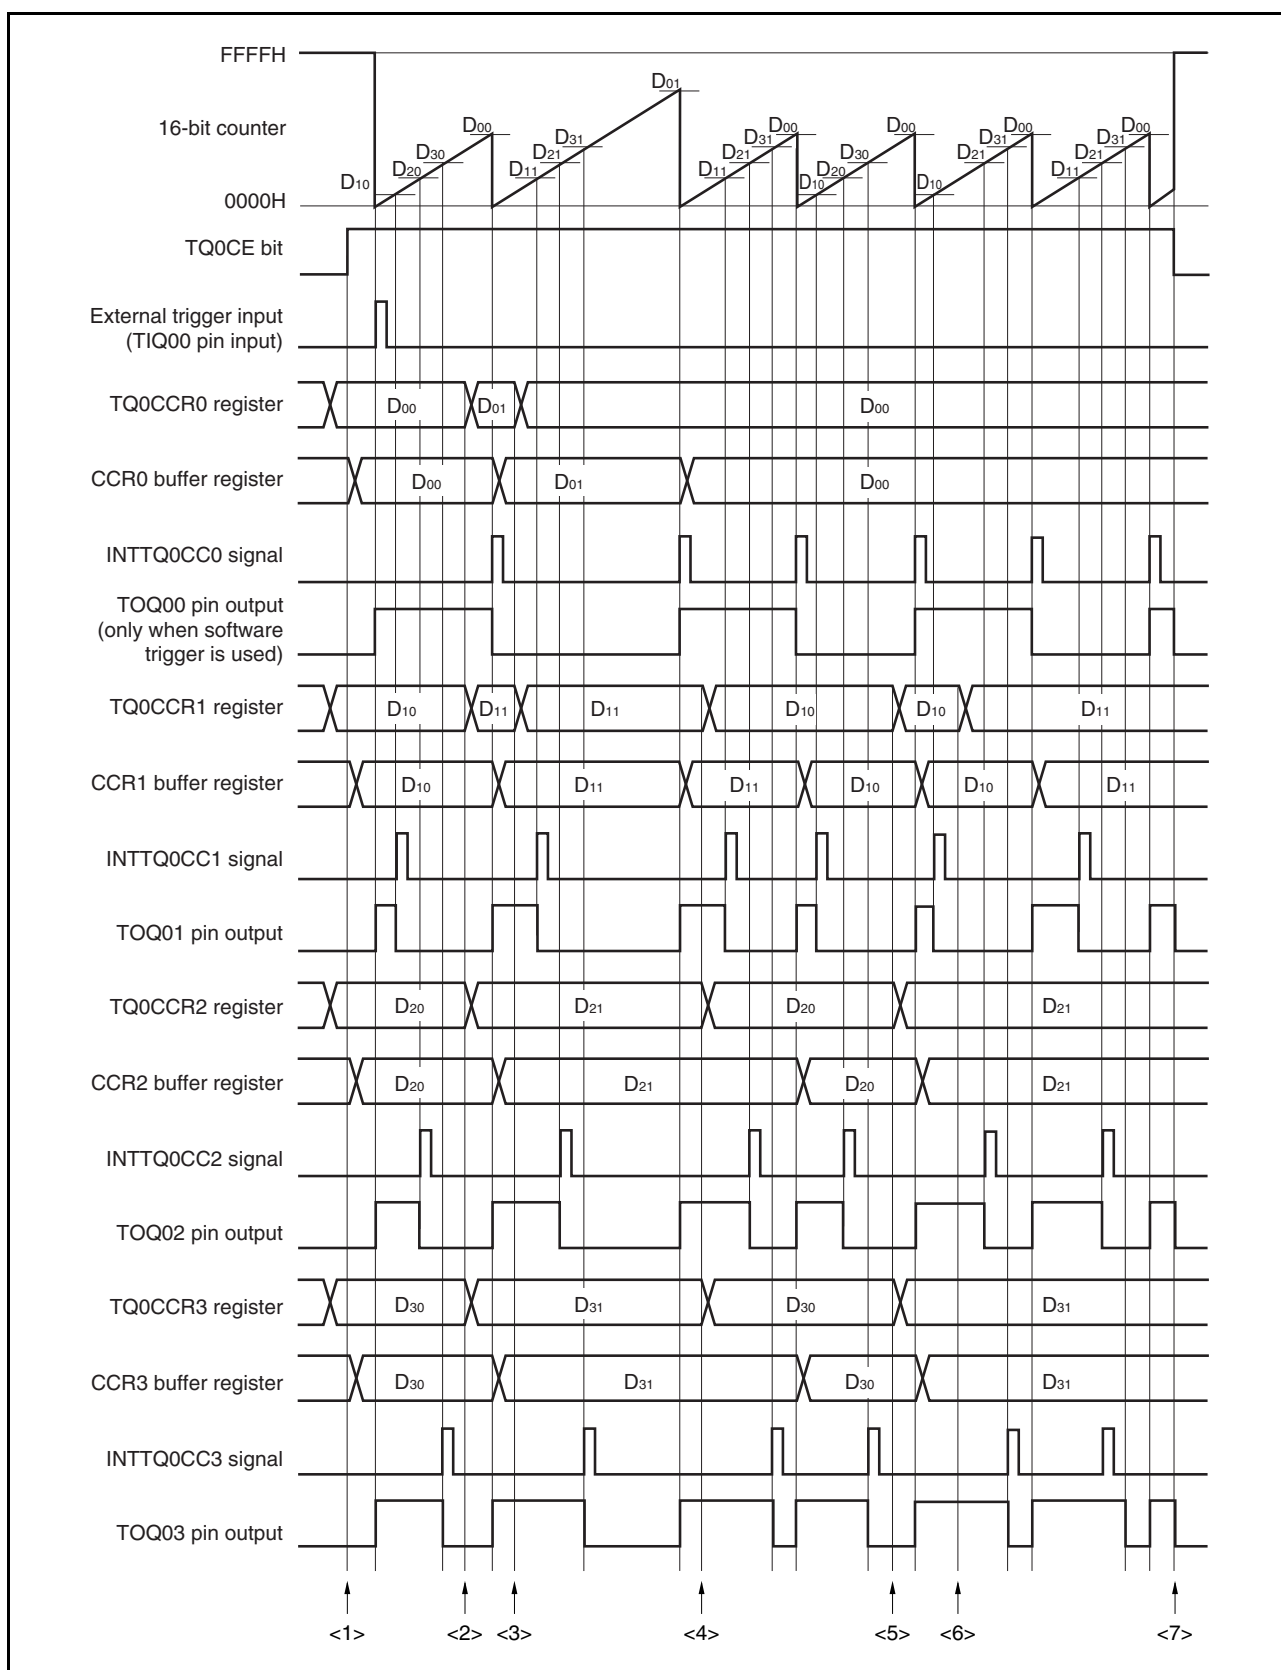 FFFFH
D01
16-bit counter
D00 D00 D00 D00 D00
D30 D31 D31 D30 D31 D31
D20 D21 D21 D20 D21 D21
D10 D11 D11 D10 D10 D11
0000H
TQ0CE bit
External trigger input
(TIQ00 pin input)
TQ0CCR0 register D00 D01 D00
CCR0 buffer register D00 D01 D00
INTTQ0CC0 signal
TOQ00 pin output
(only when software
trigger is used)
TQ0CCR1 register D10 D11 D11 D10 D10 D11
CCR1 buffer register D10 D11 D11 D10 D10 D11
INTTQ0CC1 signal
TOQ01 pin output
TQ0CCR2 register D20 D21 D20 D21
CCR2 buffer register D20 D21 D20 D21
INTTQ0CC2 signal
TOQ02 pin output
TQ0CCR3 register D30 D31 D30 D31
CCR3 buffer register D30 D31 D30 D31
INTTQ0CC3 signal
TOQ03 pin output
<1> <2> <3> <4> <5> <6> <7>